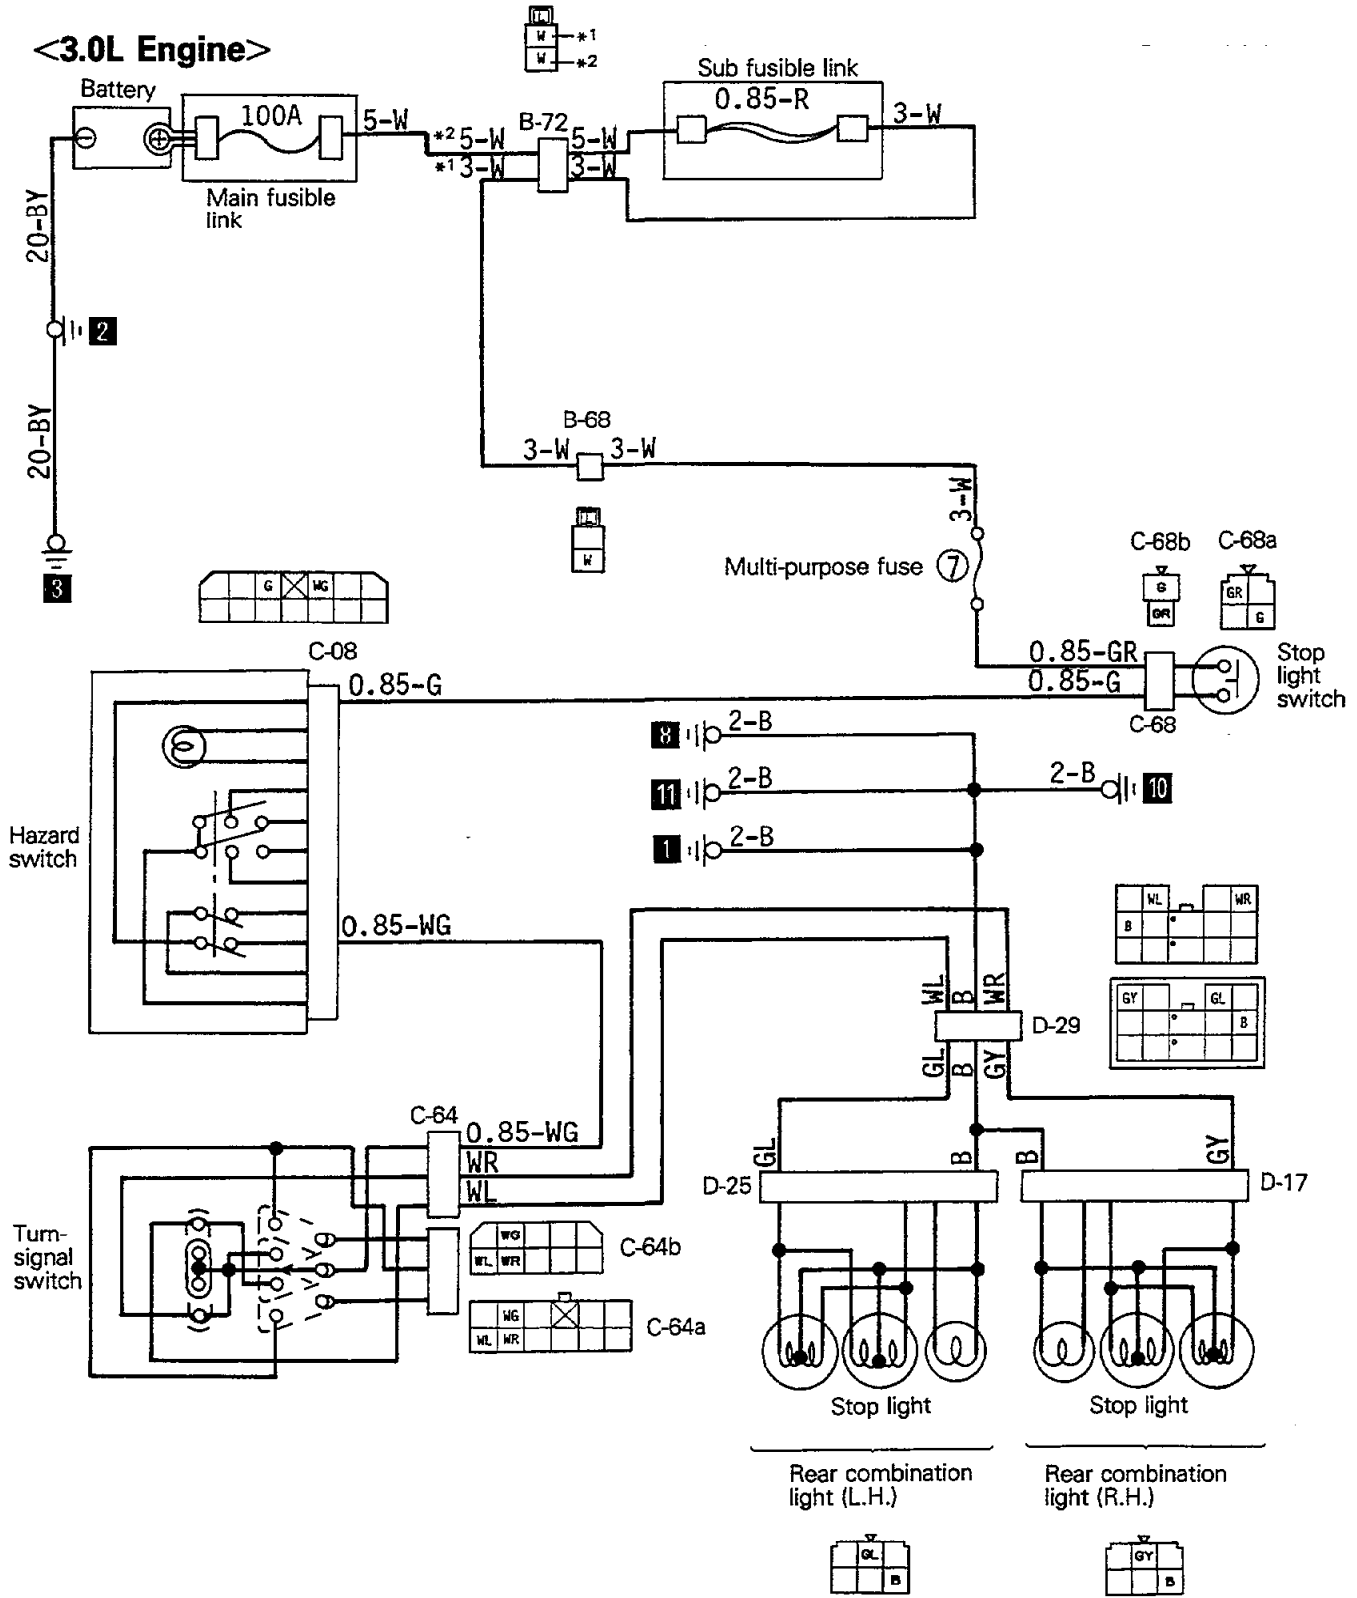 <3.0L Engine>
W *1
W *2
Battery
Sub fusible link
0.85-R
100A
5-W
3-W
B-72
*2 5-W
5-W
*1 3-W
3-W
Main fusible
link
20-BY
2
20-BY
B-68
3-W
3-W
3-W
W
Multi-purpose fuse
7
C-68b
C-68a
G
GR
GR
G
3
G
WG
C-08
0.85-G
0.85-GR
0.85-G
C-68
Stop
light
switch
8
2-B
11
2-B
2-B
10
1
2-B
Hazard
switch
0.85-WG
WL
WR
B
WL
B
WR
D-29
GY
GL
B
GL
B
GY
C-64
0.85-WG
WR
WL
GL
B
B
GY
D-25
D-17
Turn-
signal
switch
WG
WL
WR
C-64b
WG
WL
WR
C-64a
Stop light
Stop light
Rear combination
light (L.H.)
Rear combination
light (R.H.)
GL
B
GY
B